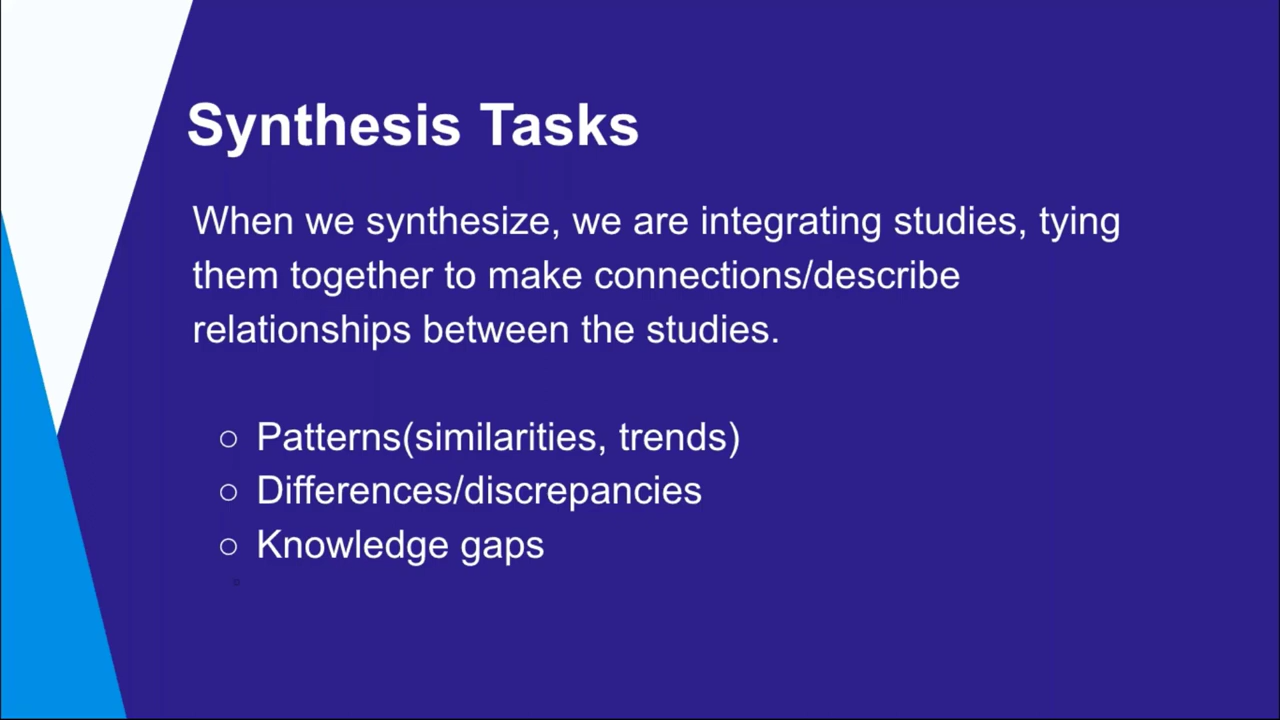 Synthesis Tasks
When we synthesize, we are integrating studies, tying
them together to make connections/describe
relationships between the studies.
○ Patterns(similarities, trends)
○ Differences/discrepancies
○ Knowledge gaps